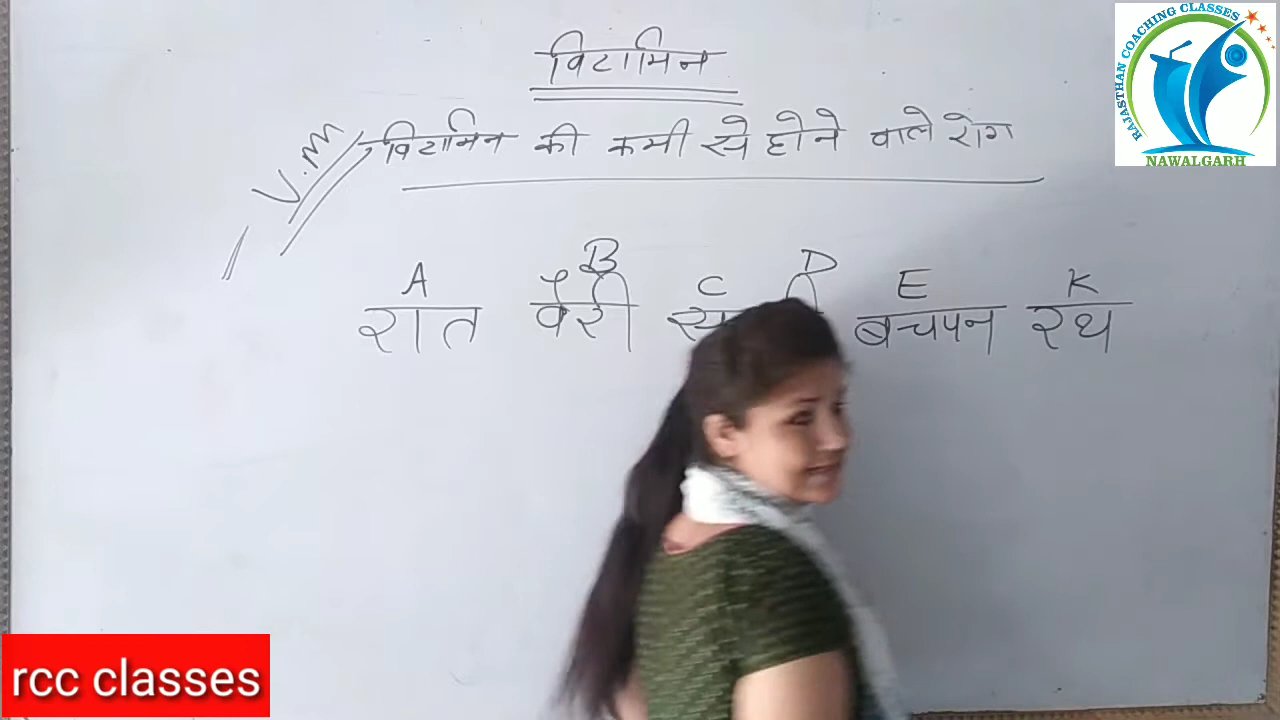 विटामिन
V.m विटामिन की कमी से होने वाले रोग
A B C D E K
रात वेरी बचपन रथ
RAJASTHAN COACHING CLASSES
NAWALGARH
rcc classes